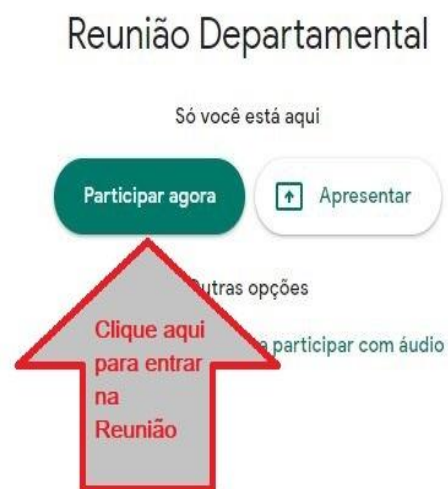 Reunião Departamental
Só você está aqui
Participar agora
Apresentar
opções
participar com áudio
Clique aqui
para entrar
na
Reunião